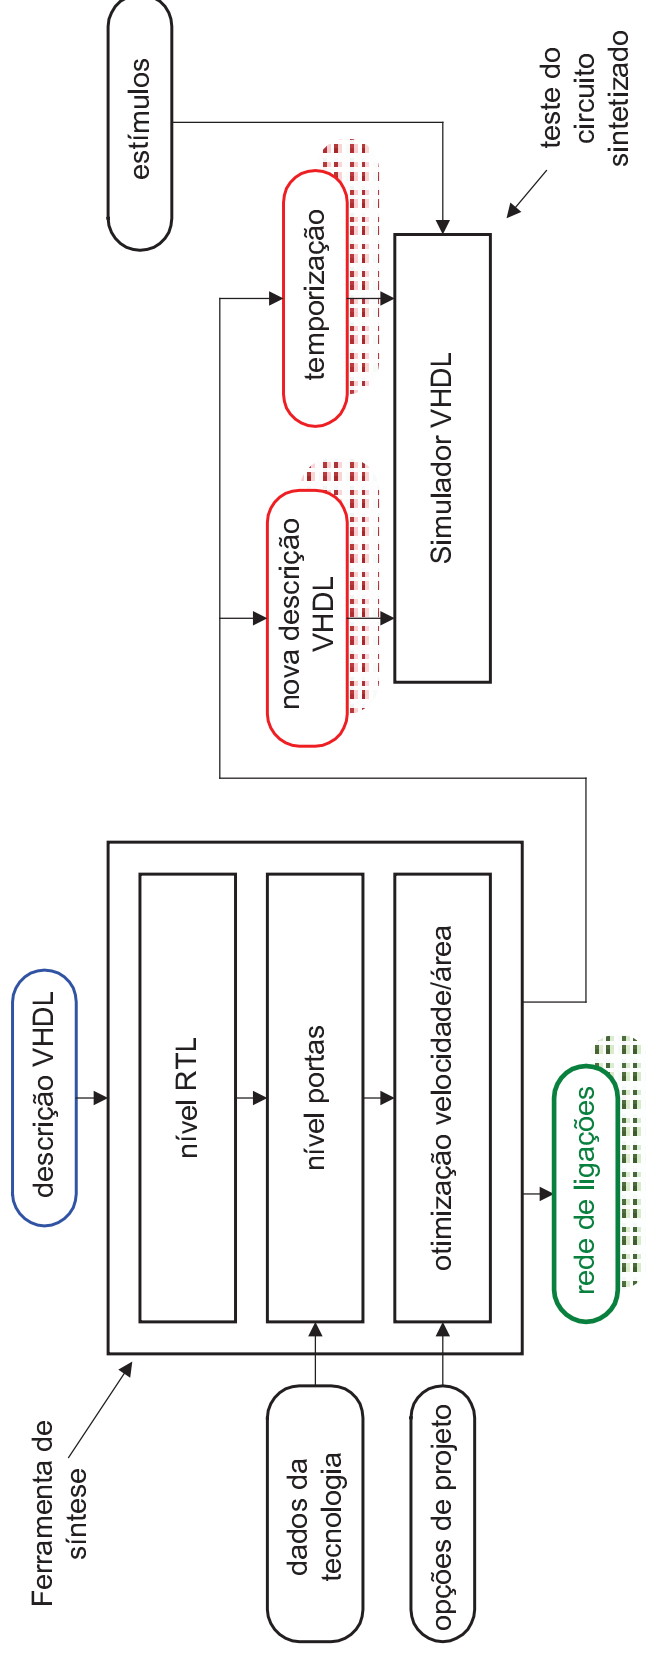 Ferramenta de
síntese
descrição VHDL
nível RTL
dados da
tecnologia
nível portas
opções de projeto
otimização velocidade/área
rede de ligações
estímulos
nova descrição
VHDL
temporização
Simulador VHDL
teste do
circuito
sintetizado